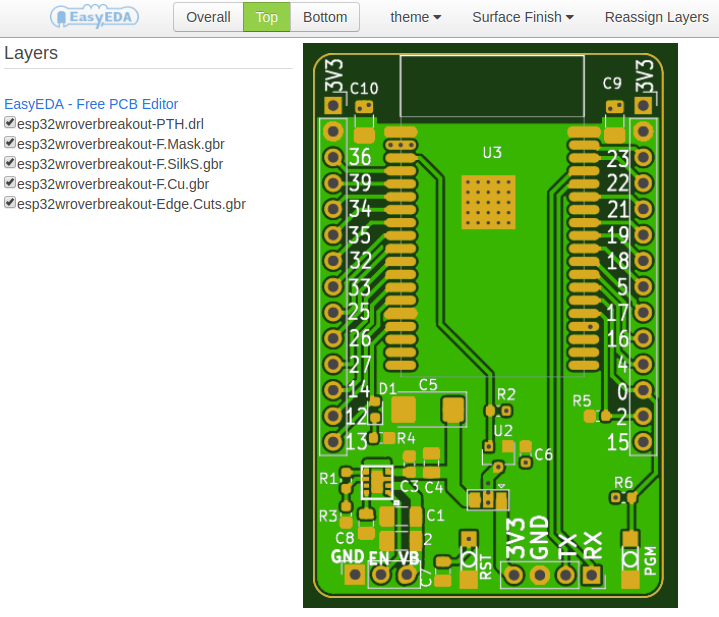 EasyEDA
Overall
Top
Bottom
theme
Surface Finish
Reassign Layers
Layers
EasyEDA - Free PCB Editor
esp32wroverbreakout-PTH.drl
esp32wroverbreakout-F.Mask.gbr
esp32wroverbreakout-F.SilkS.gbr
esp32wroverbreakout-F.Cu.gbr
esp32wroverbreakout-Edge.Cuts.gbr
3V3
C10
C9
3V3
U3
36
39
34
35
32
33
25
26
27
14
12
13
23
22
21
19
18
5
17
16
4
0
2
15
D1
C5
R2
R5
R4
U2
C6
R1
C3
C4
R6
R3
C1
C8
2
GND
EN
VB
C7
RST
3V3
GND
TX
RX
PGM